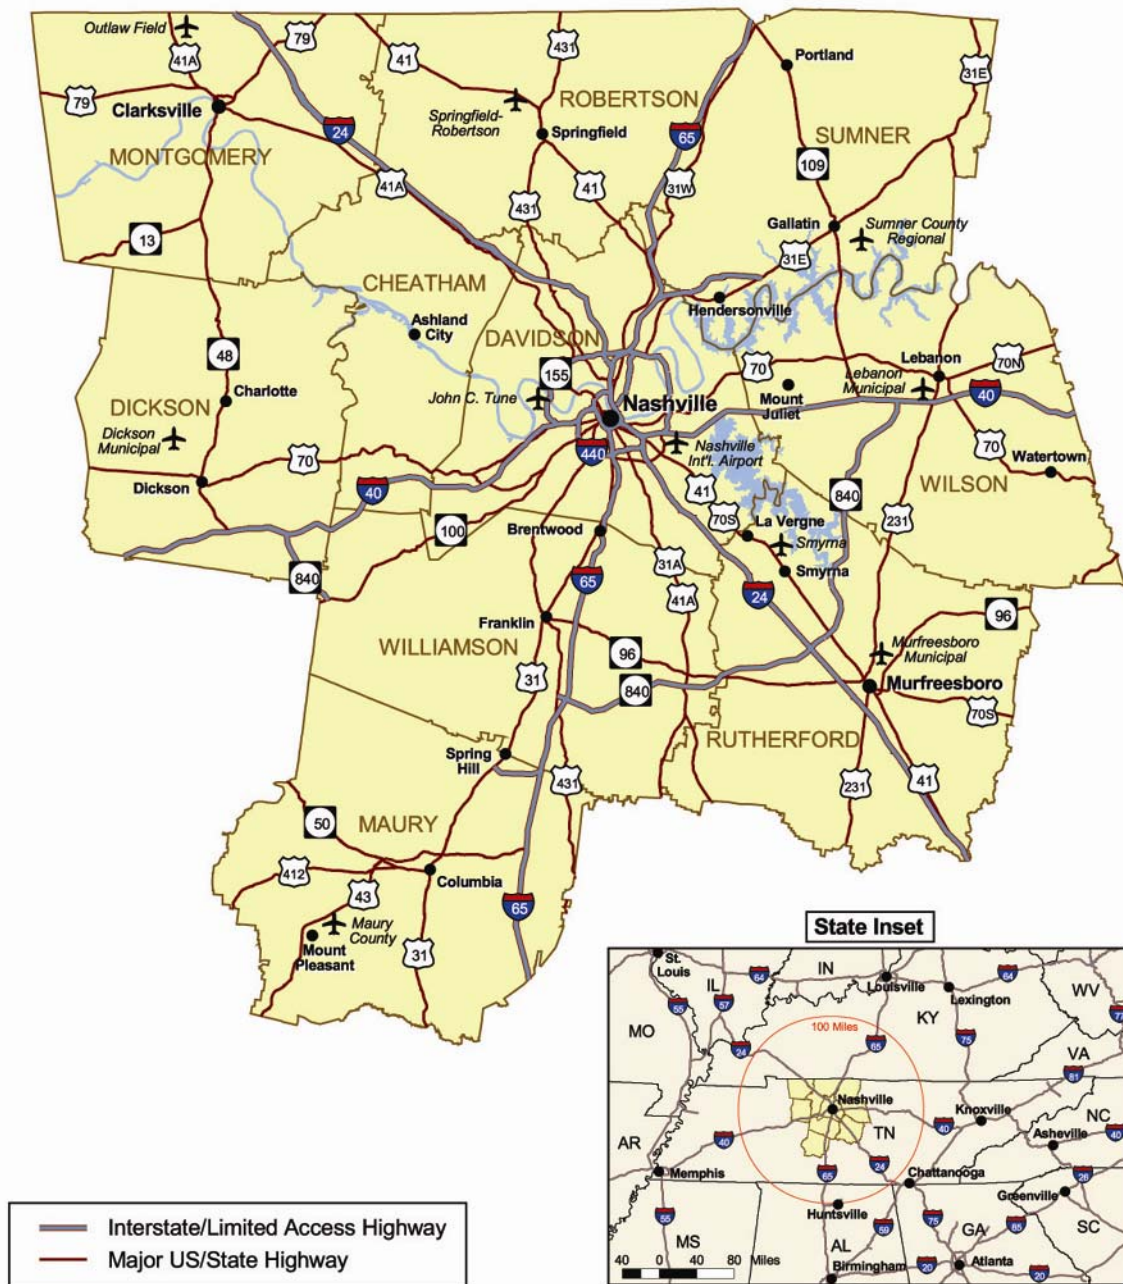 Outlaw Field
79
41A
41
431
Portland
31E
79
Clarksville
Springfield-
Robertson
ROBERTSON
Springfield
24
65
SUMNER
MONTGOMERY
109
41A
41
31W
431
Gallatin
Sumner County
Regional
13
31E
CHEATHAM
Hendersonville
Ashland
City
DAVIDSON
48
155
70
Lebanon
70N
Charlotte
John C. Tune
Nashville
Mount
Juliet
Lebanon
Municipal
40
DICKSON
Dickson
Municipal
440
Nashville
Int'l. Airport
70
70
Watertown
Dickson
40
41
840
WILSON
100
Brentwood
70S
La Vergne
231
Smyrna
840
65
31A
Smyrna
24
41A
Franklin
96
WILLIAMSON
96
Murfreesboro
Municipal
31
840
Murfreesboro
70S
RUTHERFORD
Spring
Hill
431
231
41
50
MAURY
412
Columbia
43
65
Maury
County
Mount
Pleasant
31
State Inset
St.
Louis
IN
64
Louisville
64
IL
Lexington
WV
55
57
KY
77
MO
100 Miles
24
65
75
VA
81
Nashville
Knoxville
NC
TN
40
40
AR
40
Asheville
24
Memphis
65
Chattanooga
26
Greenville
Huntsville
55
59
75
GA
85
SC
MS
AL
40
0
40
80
Miles
20
Atlanta
20
Birmingham
Interstate/Limited Access Highway
Major US/State Highway